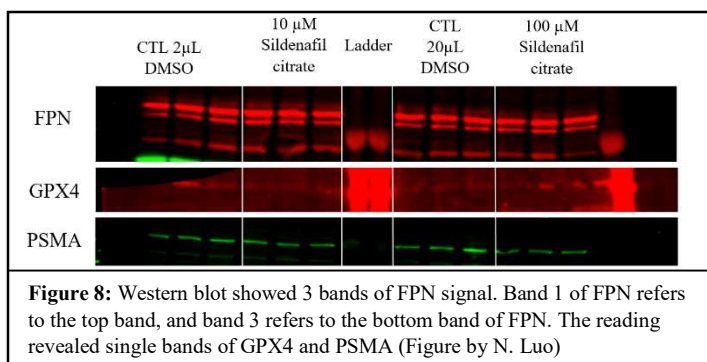 CTL 2µL
DMSO
10 µM
Sildenafil
citrate
Ladder
CTL
20µL
DMSO
100 µM
Sildenafil
citrate
FPN
GPX4
PSMA
Figure 8: Western blot showed 3 bands of FPN signal. Band 1 of FPN refers
to the top band, and band 3 refers to the bottom band of FPN. The reading
revealed single bands of GPX4 and PSMA (Figure by N. Luo)